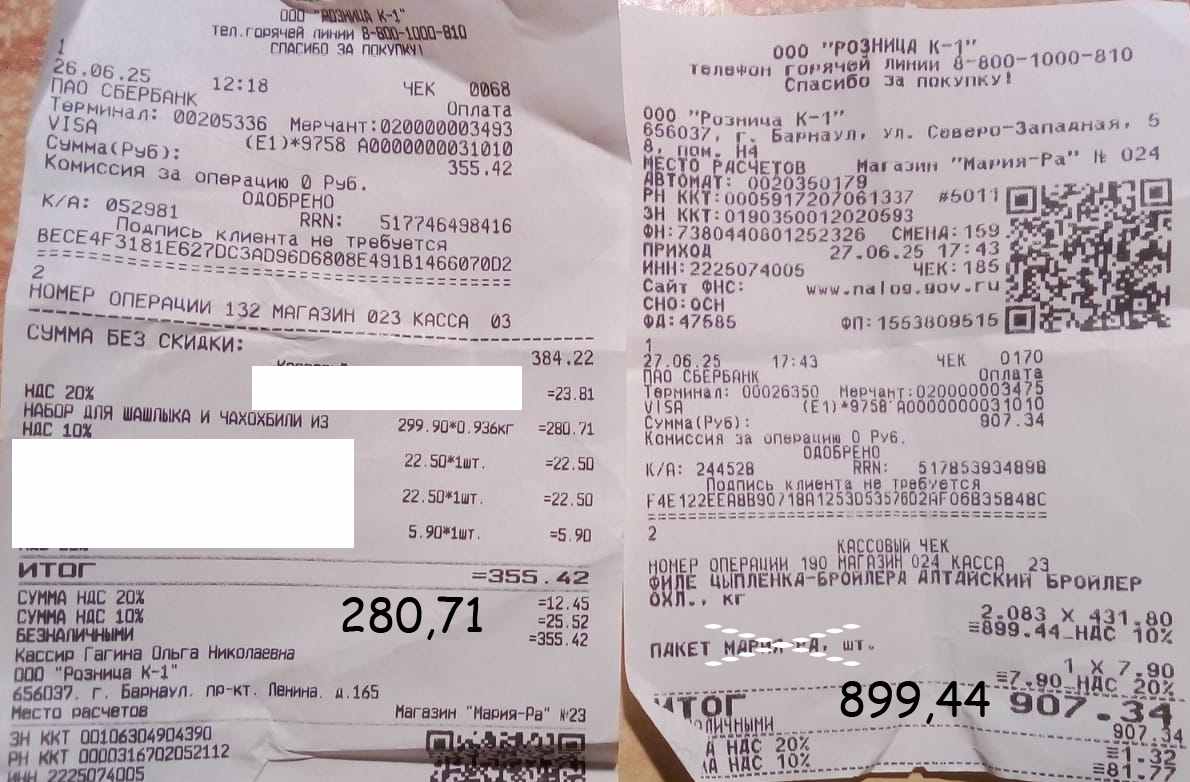 ООО "РОЗНИЦА К-1"
ТЕЛ.ГОРЯЧЕЙ ЛИНИИ 8-800-1000-810
СПАСИБО ЗА ПОКУПКУ!
1
26.06.25 12:18 ЧЕК 0068
ПАО СБЕРБАНК Оплата
Терминал: 00205336 Мерчант:020000003493
VISA (E1)*9758 A0000000031010
Сумма(Руб): 355.42
Комиссия за операцию 0 Руб.
ОДОБРЕНО
К/А: 052981 RRN: 517746498416
Подпись клиента не требуется
BECE4F3181E627DC3AD96D6808E491B1466070D2
==========================================
2
НОМЕР ОПЕРАЦИИ 132 МАГАЗИН 023 КАССА 03
СУММА БЕЗ СКИДКИ:
384.22
НДС 20% =23.81
НАБОР ДЛЯ ШАШЛЫКА И ЧАХОХБИЛИ ИЗ
299.90*0.936кг =280.71
НДС 10%
22.50*1шт. =22.50
22.50*1шт. =22.50
5.90*1шт. =5.90
ИТОГ =355.42
СУММА НДС 20% =12.45
СУММА НДС 10% =25.52
БЕЗНАЛИЧНЫМИ =355.42
280,71
Кассир Гагина Ольга Николаевна
ООО "Розница К-1"
656037. г. Барнаул. пр-кт. Ленина. д.165
Место расчетов Магазин "Мария-Ра" №23
ЗН ККТ 00106304904390
РН ККТ 0000316702052112
ИНН 2225074005
ООО "РОЗНИЦА К-1"
телефон горячей линии 8-800-1000-810
Спасибо за покупку!
ООО "Розница К-1"
656037, г. Барнаул, ул. Северо-Западная, 5
8, пом. Н4
МЕСТО РАСЧЕТОВ Магазин "Мария-Ра" № 024
АВТОМАТ: 0020350179
РН ККТ:0005917207061337 #5011
ЗН ККТ:0190350012020593
ФН:7380440801252326 СМЕНА:159
ПРИХОД 27.06.25 17:43
ИНН:2225074005 ЧЕК:185
Сайт ФНС: www.nalog.gov.ru
СНО:ОСН
ФД:47685 ФП:1553809515
1
27.06.25 17:43 ЧЕК 0170
ПАО СБЕРБАНК Оплата
Терминал: 00026350 Мерчант:020000003475
VISA (E1)*9758 A0000000031010
Сумма(Руб): 907.34
Комиссия за операцию 0 Руб.
ОДОБРЕНО
К/А: 244528 RRN: 517853934898
Подпись клиента не требуется
F4E122EEA8B90718A1253D53576D2AF06B35848C
==========================================
2
КАССОВЫЙ ЧЕК
НОМЕР ОПЕРАЦИИ 190 МАГАЗИН 024 КАССА 23
ФИЛЕ ЦЫПЛЕНКА-БРОЙЛЕРА АЛТАЙСКИЙ БРОЙЛЕР
ОХЛ., КГ
2.083 X 431.80
=899.44 НДС 10%
ПАКЕТ МАРИЯ РА, ШТ.
1 X 7.90
=7.90 НДС 20%
ИТОГ 907.34
899,44
907.34
НДС 20% =1.32
НДС 10%